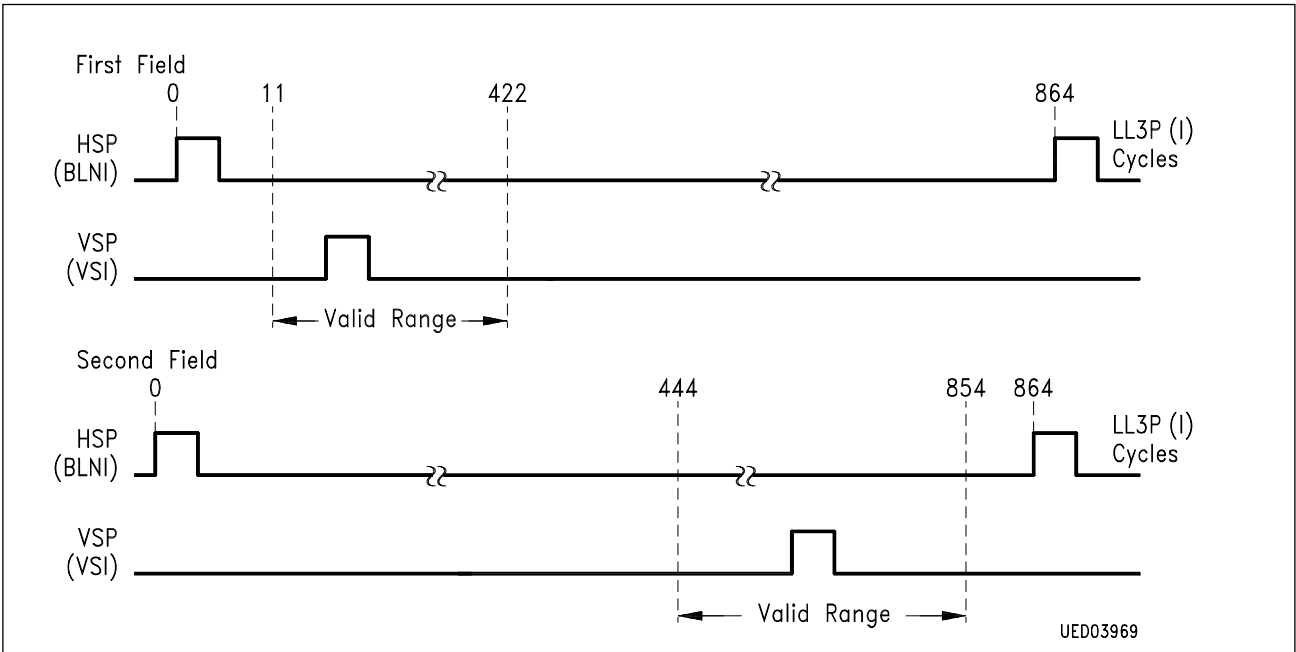 First Field
0 11 422 864
HSP
(BLNI)
LL3P (I)
Cycles
VSP
(VSI)
Valid Range
Second Field
0 444 854 864
HSP
(BLNI)
LL3P (I)
Cycles
VSP
(VSI)
Valid Range
UED03969